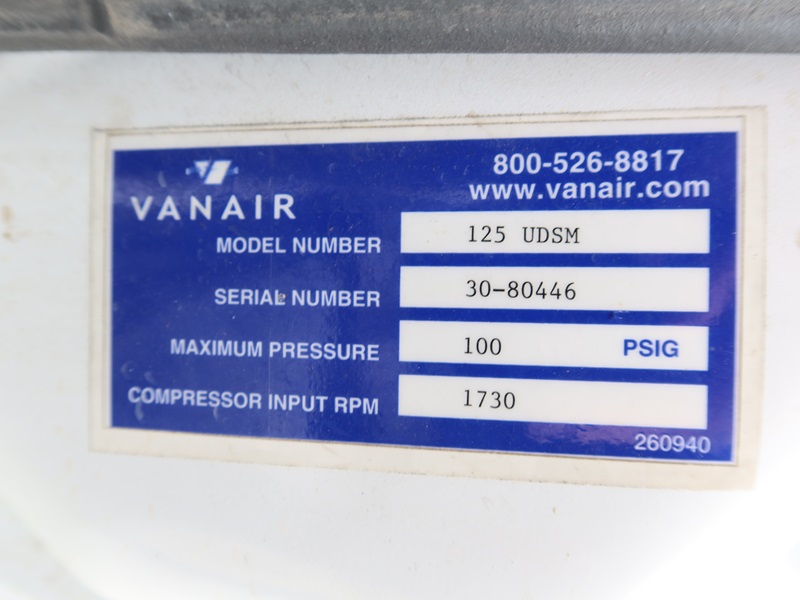 800-526-8817
www.vanair.com
VANAIR
MODEL NUMBER 125 UDSM
SERIAL NUMBER 30-80446
MAXIMUM PRESSURE 100 PSIG
COMPRESSOR INPUT RPM 1730
260940